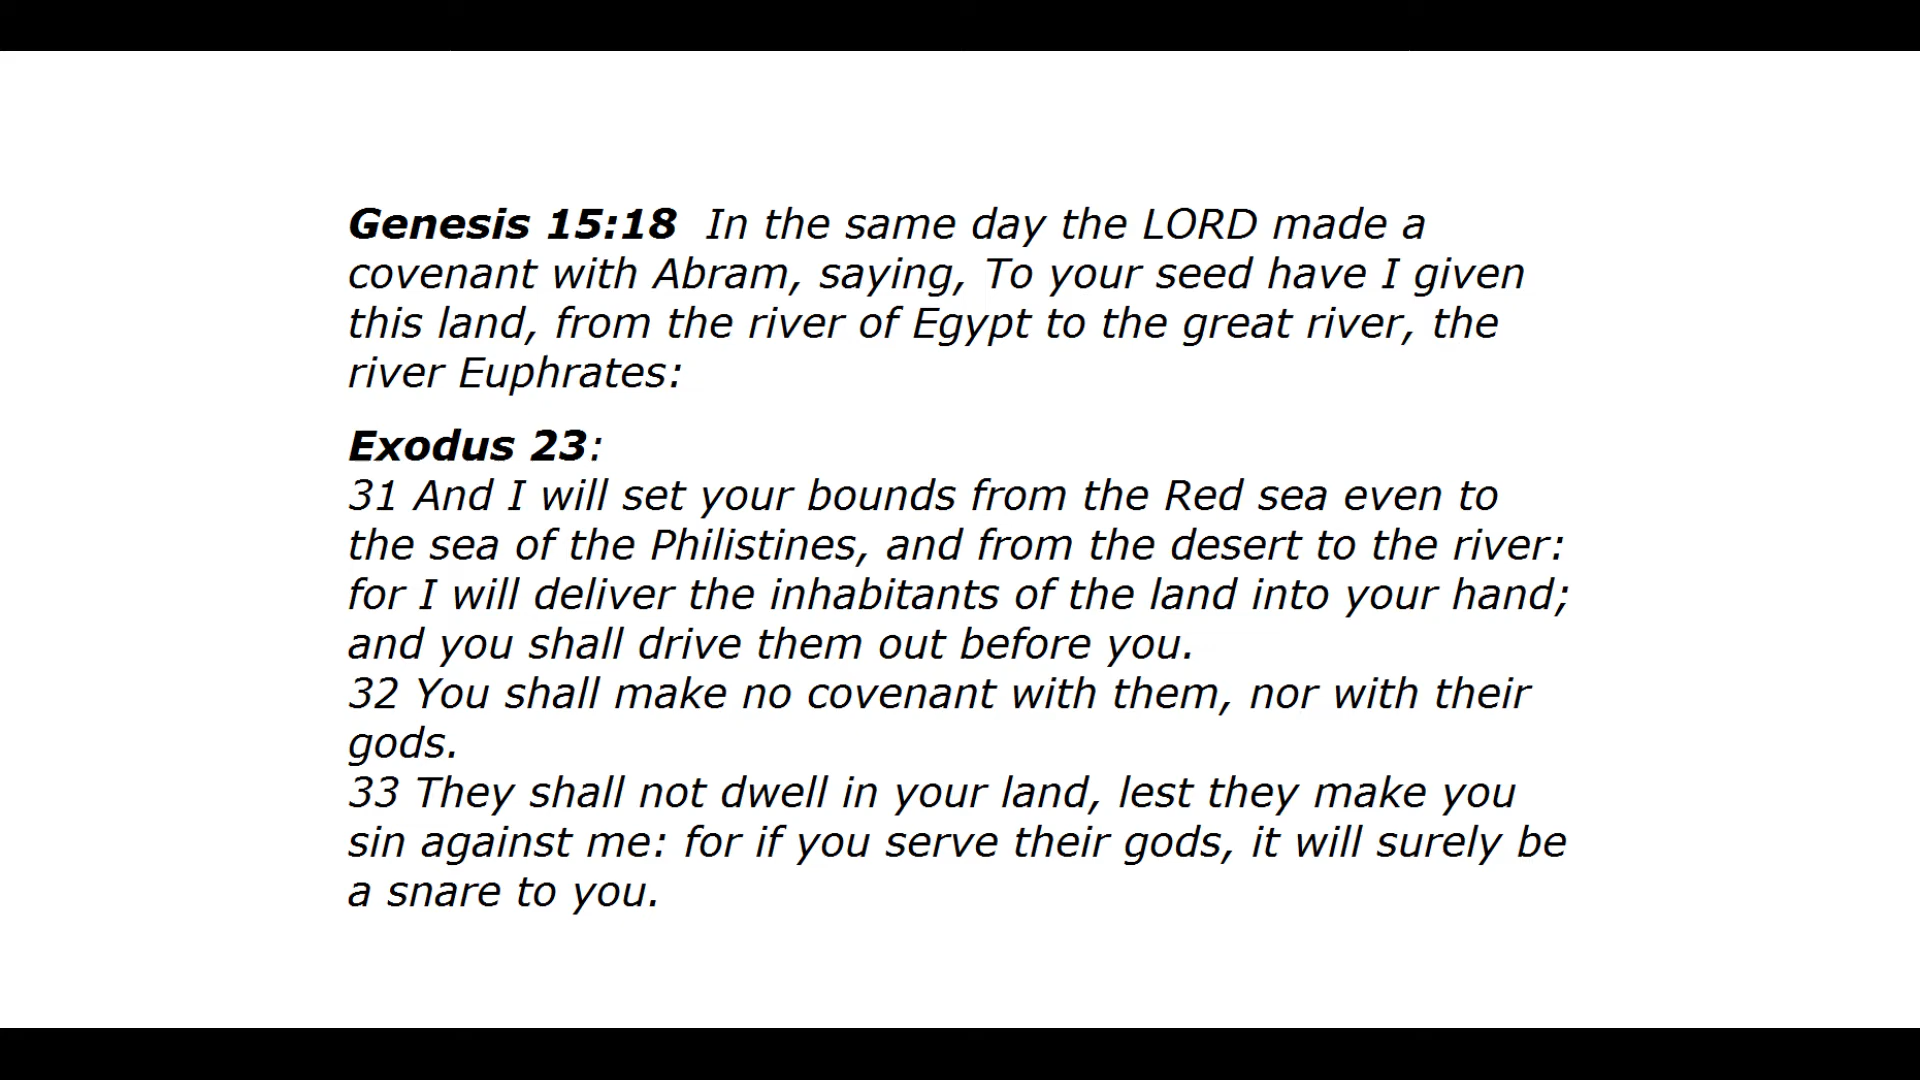 Genesis 15:18  In the same day the LORD made a
covenant with Abram, saying, To your seed have I given
this land, from the river of Egypt to the great river, the
river Euphrates:
Exodus 23:
31 And I will set your bounds from the Red sea even to
the sea of the Philistines, and from the desert to the river:
for I will deliver the inhabitants of the land into your hand;
and you shall drive them out before you.
32 You shall make no covenant with them, nor with their
gods.
33 They shall not dwell in your land, lest they make you
sin against me: for if you serve their gods, it will surely be
a snare to you.